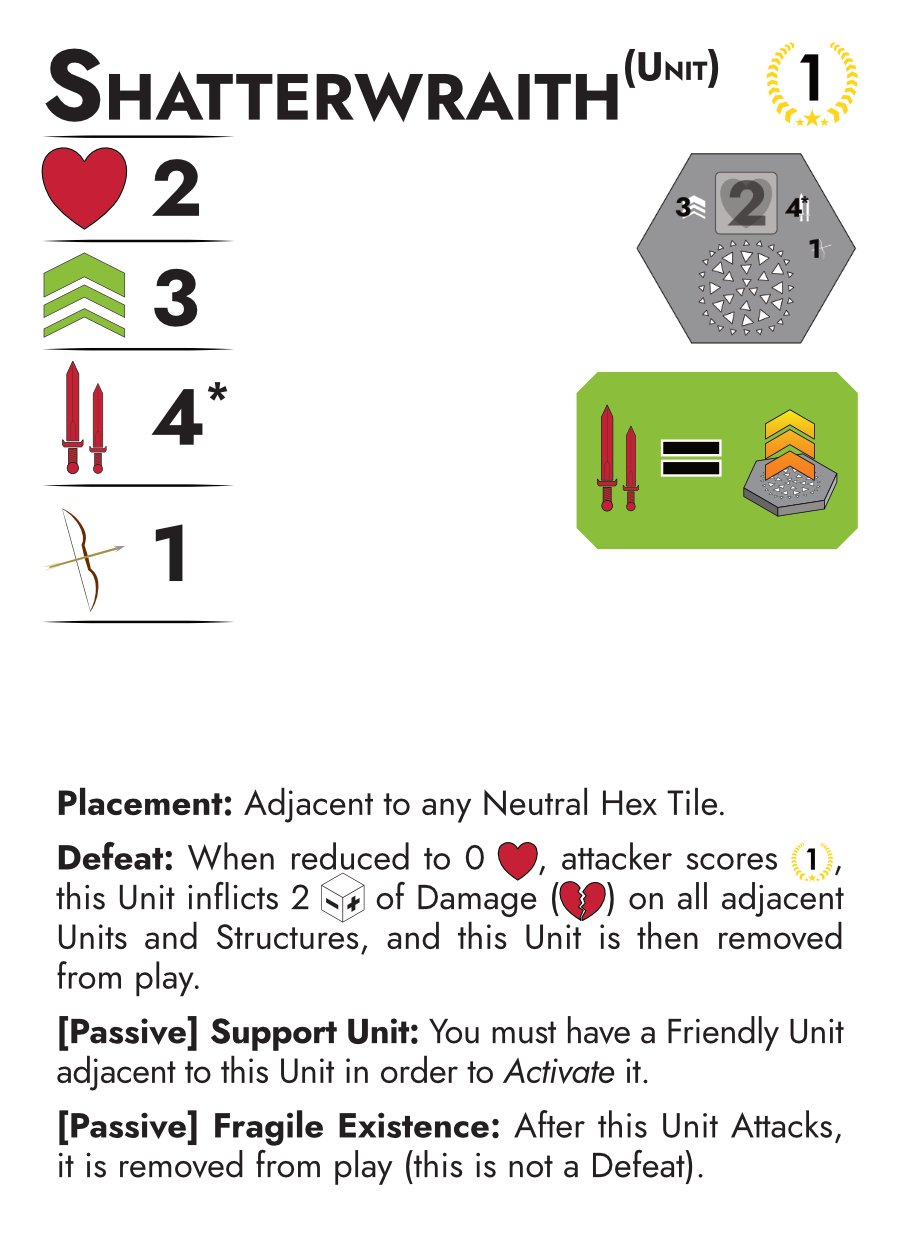 SHATTERWRAITH (UNIT) 1
2
3
4*
1
3 2 4*
1
Placement: Adjacent to any Neutral Hex Tile.
Defeat: When reduced to 0 , attacker scores 1,
this Unit inflicts 2 - + of Damage ( ) on all adjacent
Units and Structures, and this Unit is then removed
from play.
[Passive] Support Unit: You must have a Friendly Unit
adjacent to this Unit in order to Activate it.
[Passive] Fragile Existence: After this Unit Attacks,
it is removed from play (this is not a Defeat).